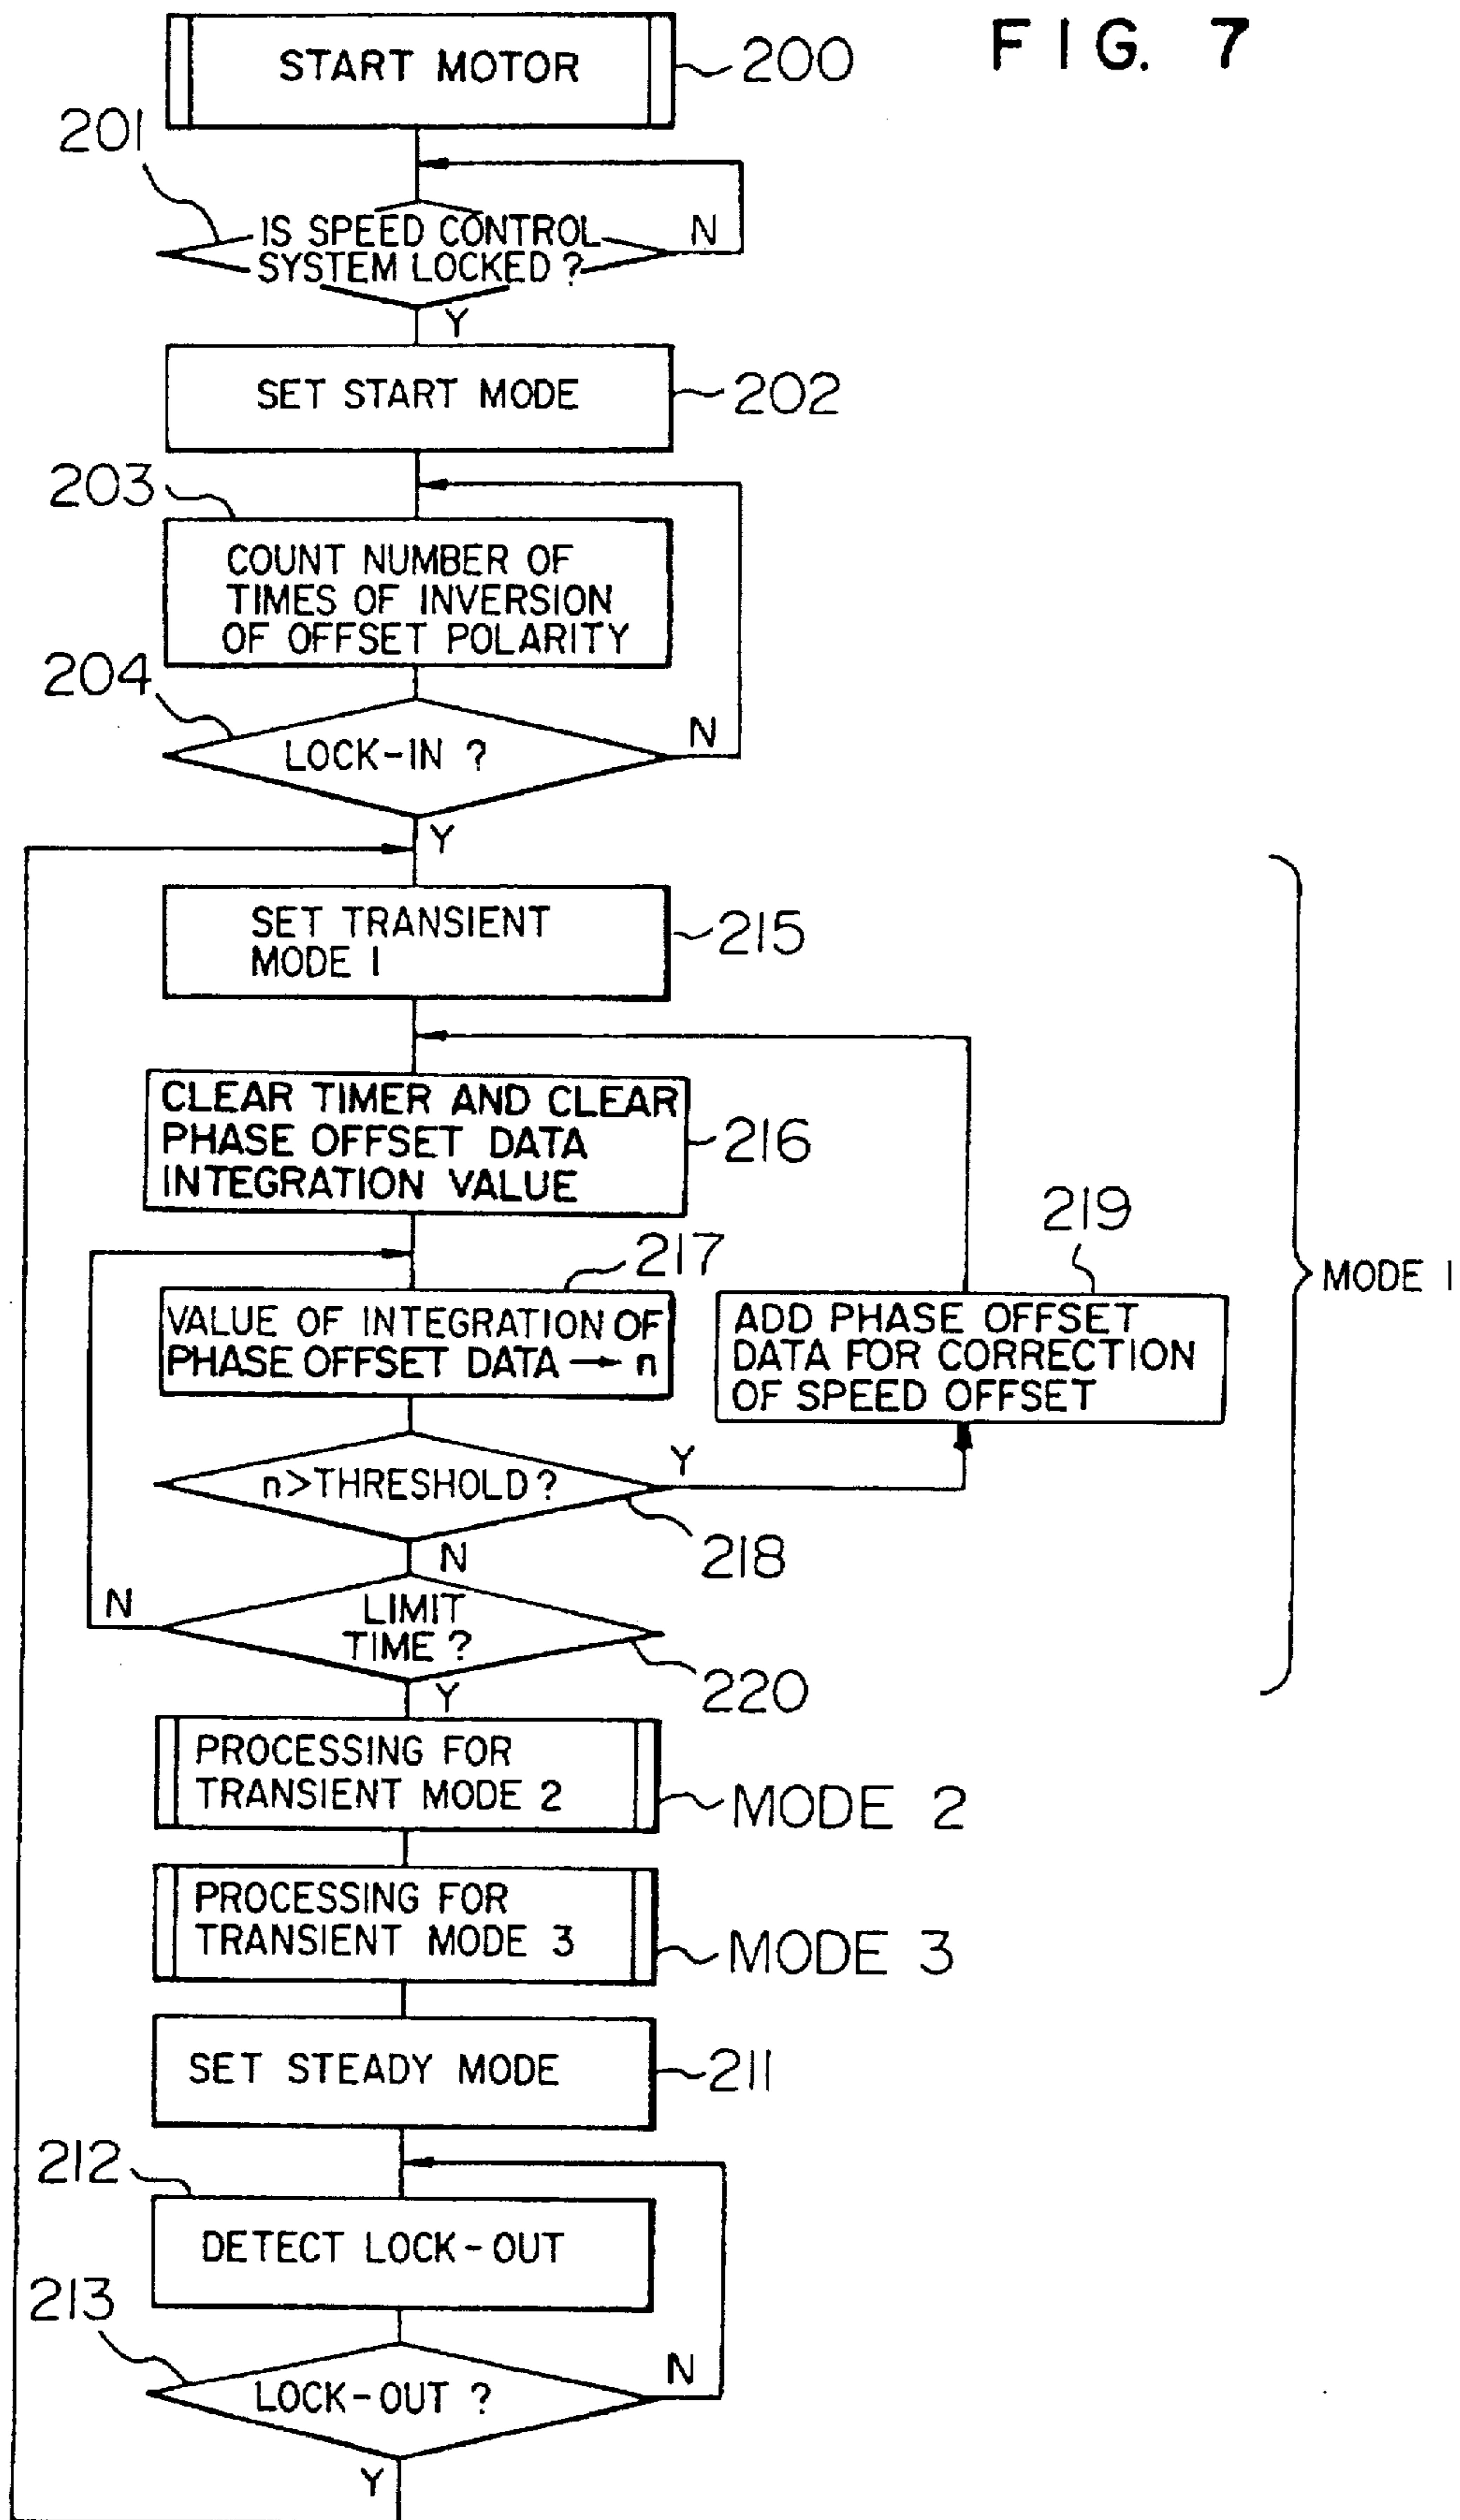 FIG. 7
START MOTOR
200
201
IS SPEED CONTROL
SYSTEM LOCKED ?
N
Y
SET START MODE
202
203
COUNT NUMBER OF
TIMES OF INVERSION
OF OFFSET POLARITY
204
LOCK-IN ?
N
Y
SET TRANSIENT
MODE 1
215
CLEAR TIMER AND CLEAR
PHASE OFFSET DATA
INTEGRATION VALUE
216
217
VALUE OF INTEGRATION OF
PHASE OFFSET DATA → n
219
ADD PHASE OFFSET
DATA FOR CORRECTION
OF SPEED OFFSET
MODE 1
n>THRESHOLD?
Y
218
N
LIMIT
TIME ?
N
220
Y
PROCESSING FOR
TRANSIENT MODE 2
MODE 2
PROCESSING FOR
TRANSIENT MODE 3
MODE 3
SET STEADY MODE
211
212
DETECT LOCK-OUT
213
LOCK-OUT ?
N
Y